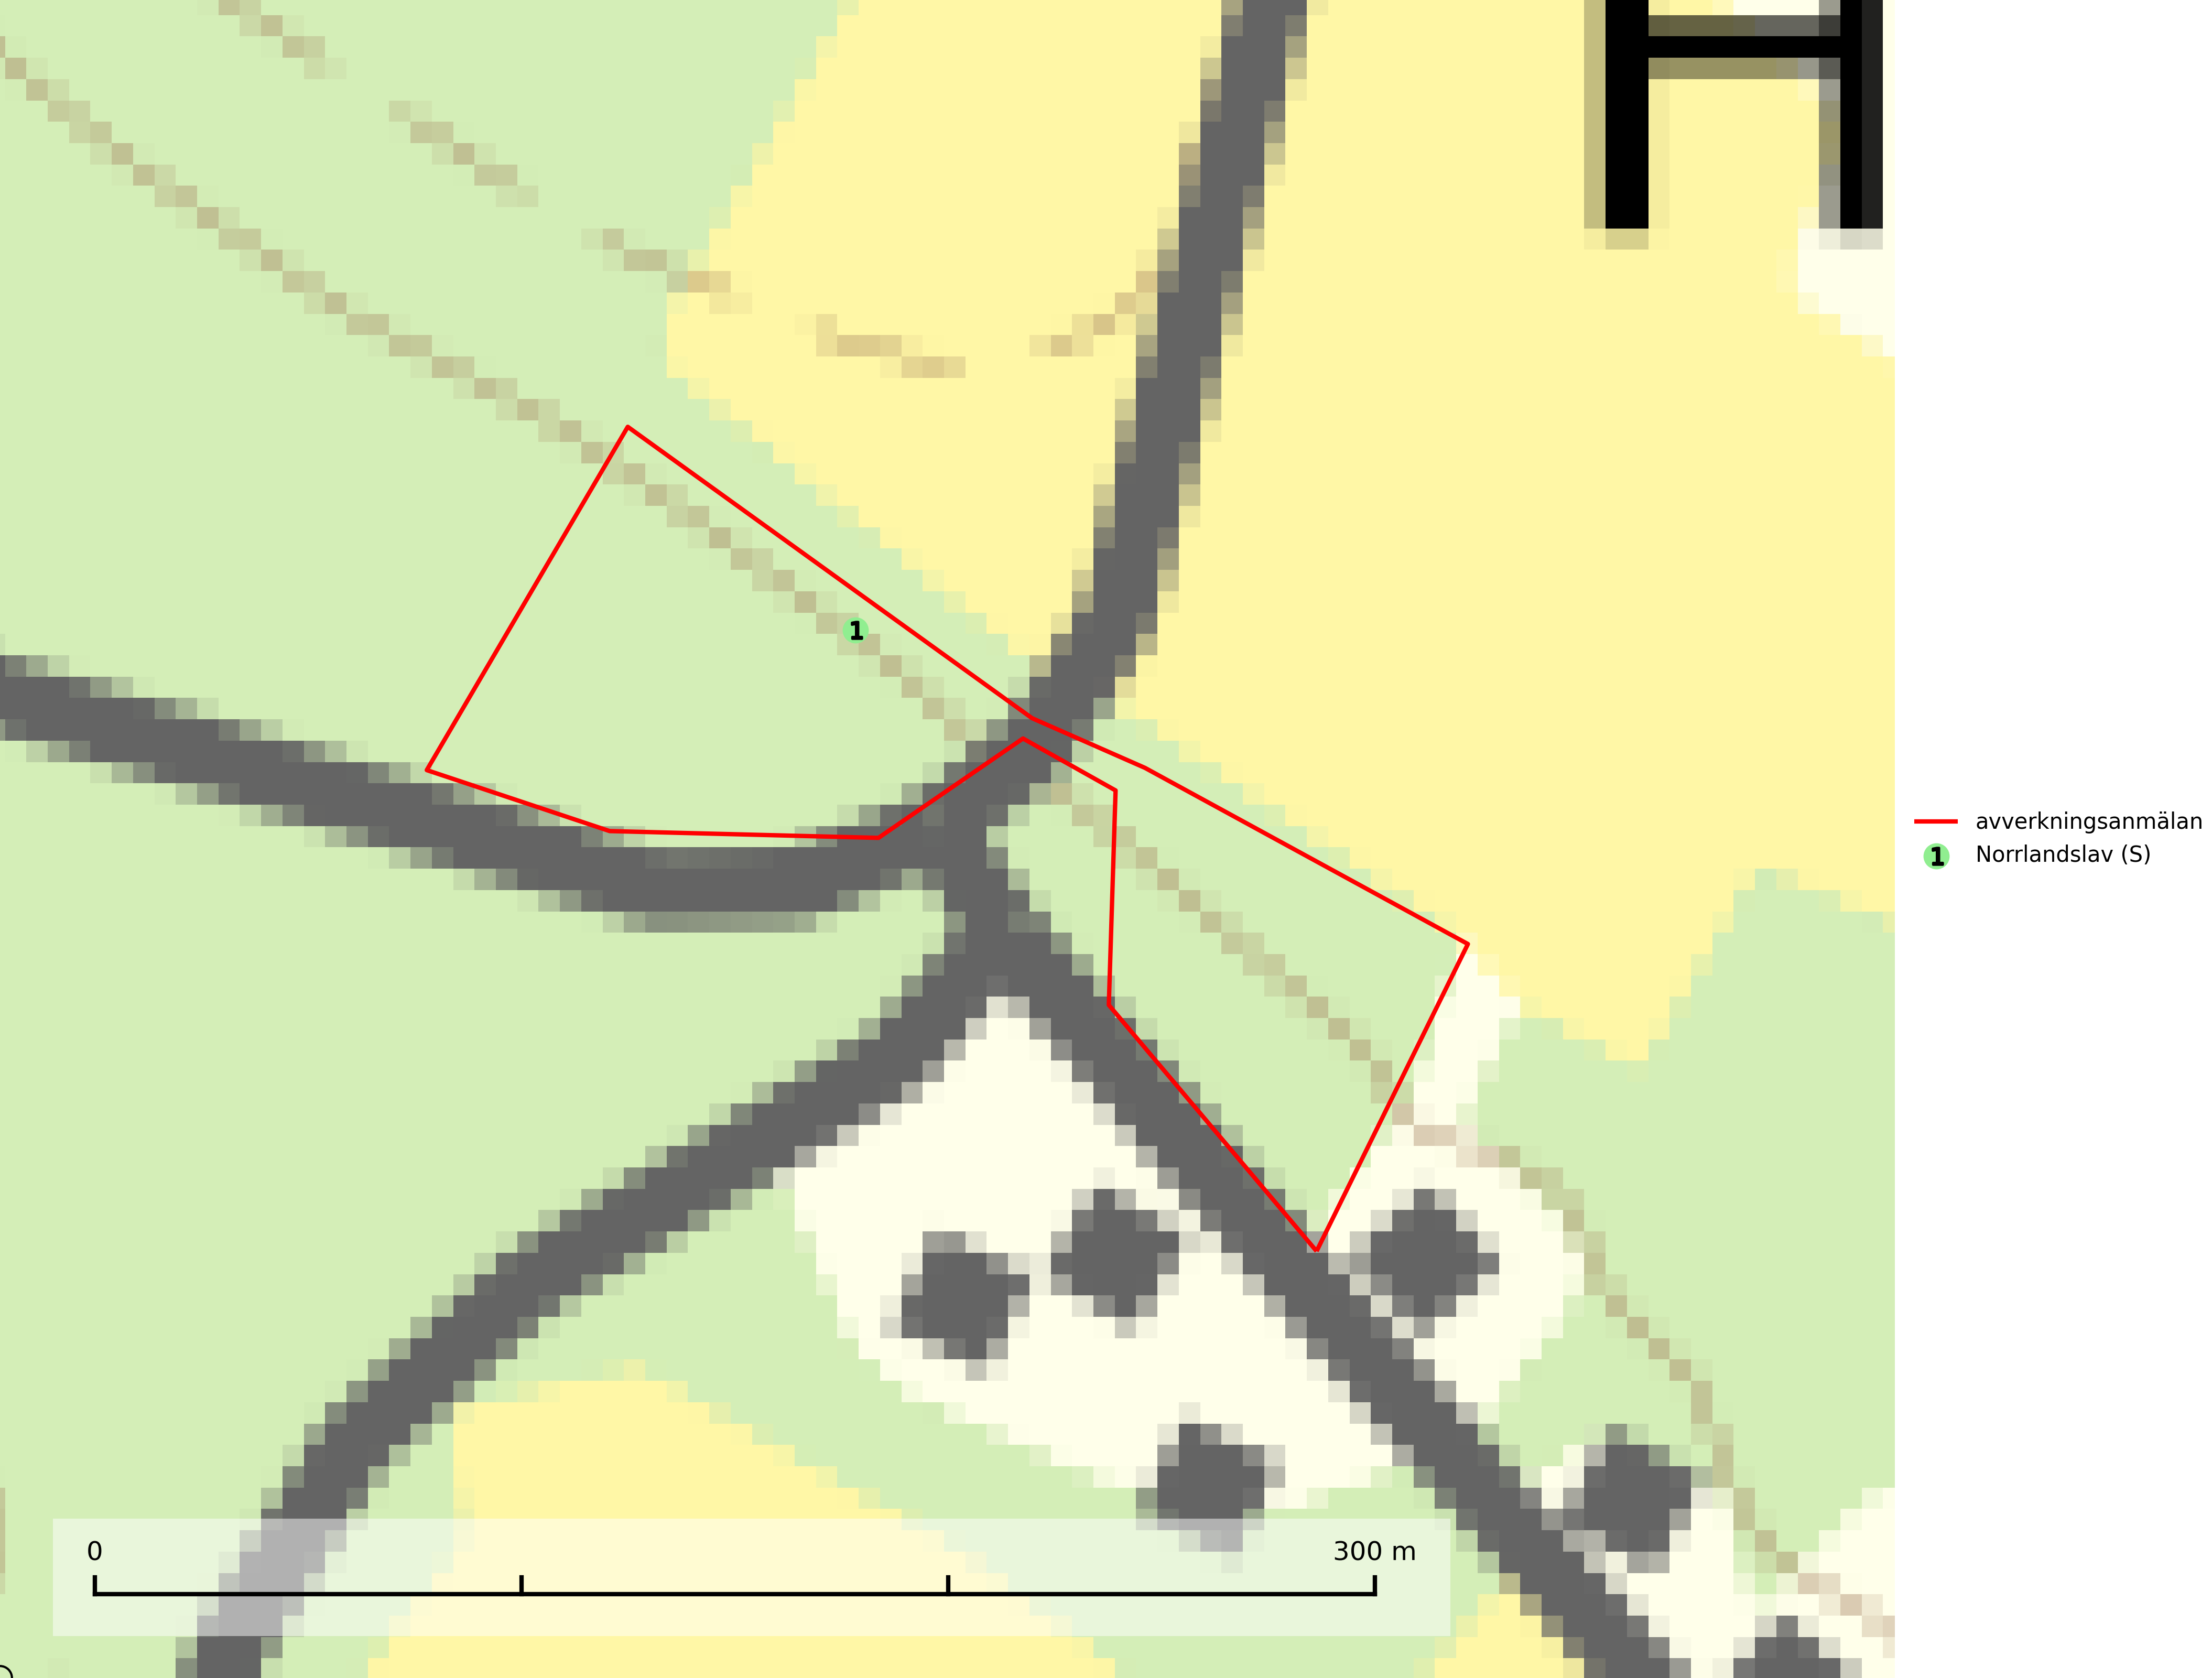 H
1
avverkningsanmälan
1 Norrlandslav (S)
0 300 m